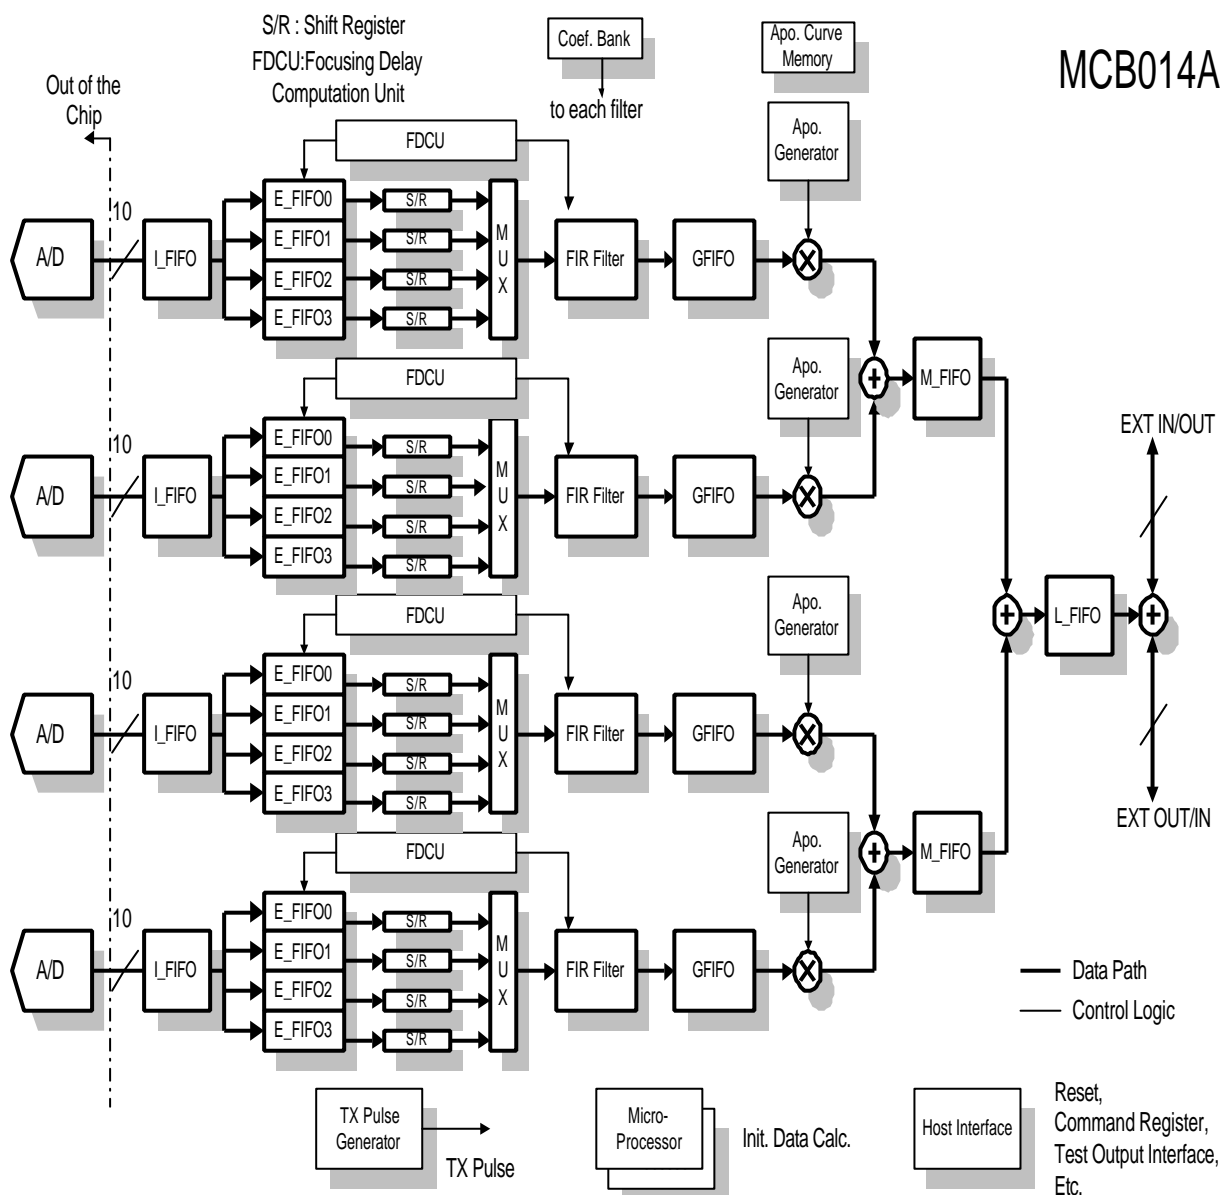 S/R : Shift Register
FDCU:Focusing Delay
Computation Unit
Coef. Bank
to each filter
Apo. Curve
Memory
MCB014A
Out of the
Chip
FDCU
Apo.
Generator
A/D
10
I_FIFO
E_FIFO0
E_FIFO1
E_FIFO2
E_FIFO3
S/R
S/R
S/R
S/R
M
U
X
FIR Filter
GFIFO
FDCU
Apo.
Generator
M_FIFO
A/D
10
I_FIFO
E_FIFO0
E_FIFO1
E_FIFO2
E_FIFO3
S/R
S/R
S/R
S/R
M
U
X
FIR Filter
GFIFO
EXT IN/OUT
FDCU
Apo.
Generator
L_FIFO
A/D
10
I_FIFO
E_FIFO0
E_FIFO1
E_FIFO2
E_FIFO3
S/R
S/R
S/R
S/R
M
U
X
FIR Filter
GFIFO
EXT OUT/IN
FDCU
Apo.
Generator
M_FIFO
A/D
10
I_FIFO
E_FIFO0
E_FIFO1
E_FIFO2
E_FIFO3
S/R
S/R
S/R
S/R
M
U
X
FIR Filter
GFIFO
Data Path
Control Logic
TX Pulse
Generator
TX Pulse
Micro-
Processor
Init. Data Calc.
Host Interface
Reset,
Command Register,
Test Output Interface,
Etc.